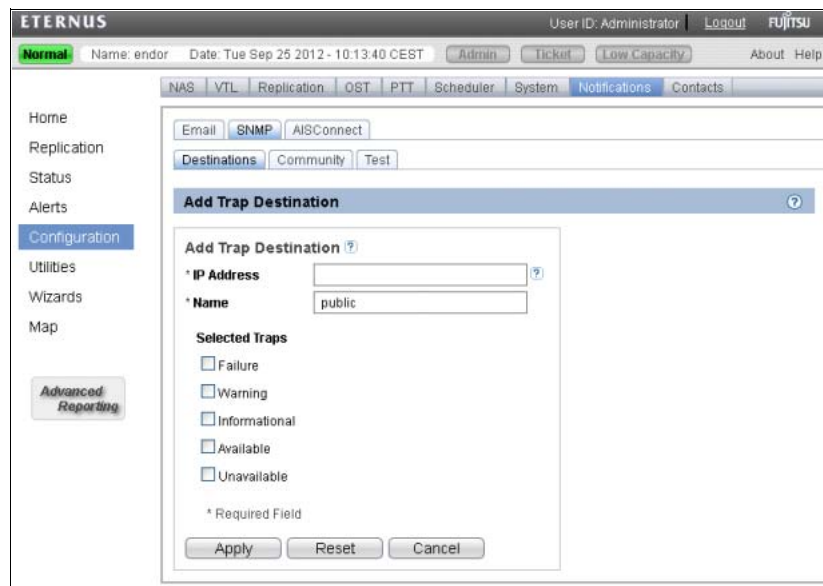 ETERNUS
User ID: Administrator Logout FUJITSU
Normal Name: endor Date: Tue Sep 25 2012 - 10:13:40 CEST Admin Ticket Low Capacity About Help
NAS VTL Replication OST PTT Scheduler System Notifications Contacts
Home
Replication
Status
Alerts
Configuration
Utilities
Wizards
Map
Advanced
Reporting
Email SNMP AISConnect
Destinations Community Test
Add Trap Destination ?
Add Trap Destination ?
* IP Address ?
* Name public
Selected Traps
Failure
Warning
Informational
Available
Unavailable
* Required Field
Apply Reset Cancel